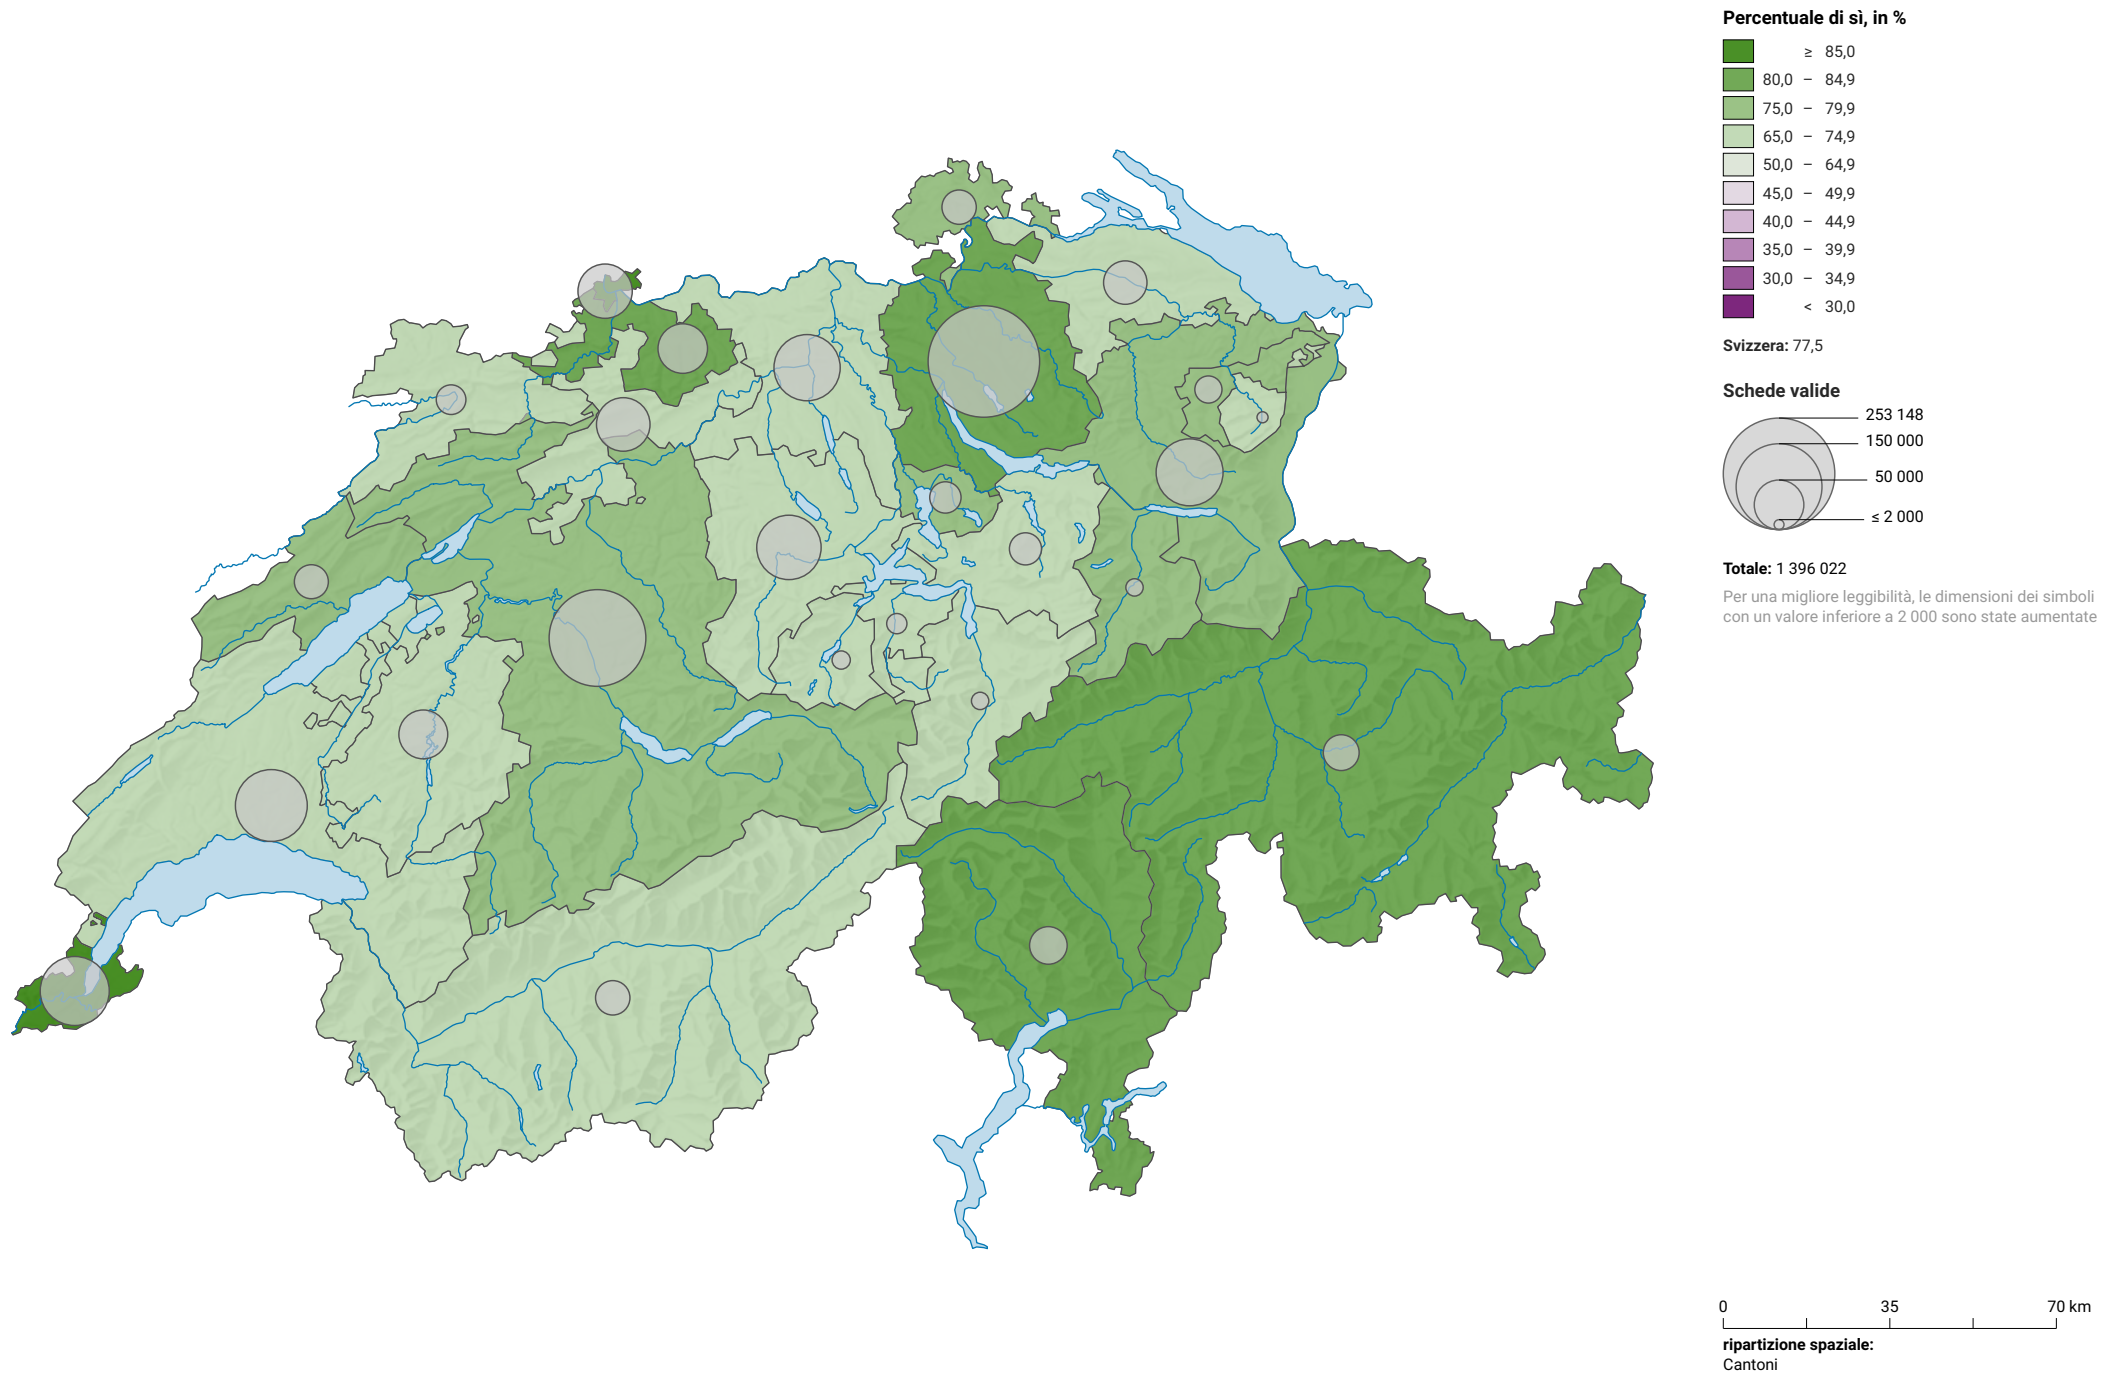 Percentuale di sì, in %
≥ 85,0
80,0 – 84,9
75,0 – 79,9
65,0 – 74,9
50,0 – 64,9
45,0 – 49,9
40,0 – 44,9
35,0 – 39,9
30,0 – 34,9
< 30,0
Svizzera: 77,5
Schede valide
253 148
150 000
50 000
≤ 2 000
Totale: 1 396 022
Per una migliore leggibilità, le dimensioni dei simboli
con un valore inferiore a 2 000 sono state aumentate
0 35 70 km
ripartizione spaziale:
Cantoni